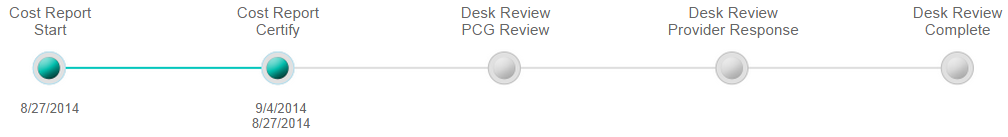 Cost Report
Start
Cost Report
Certify
Desk Review
PCG Review
Desk Review
Provider Response
Desk Review
Complete
8/27/2014
9/4/2014
8/27/2014